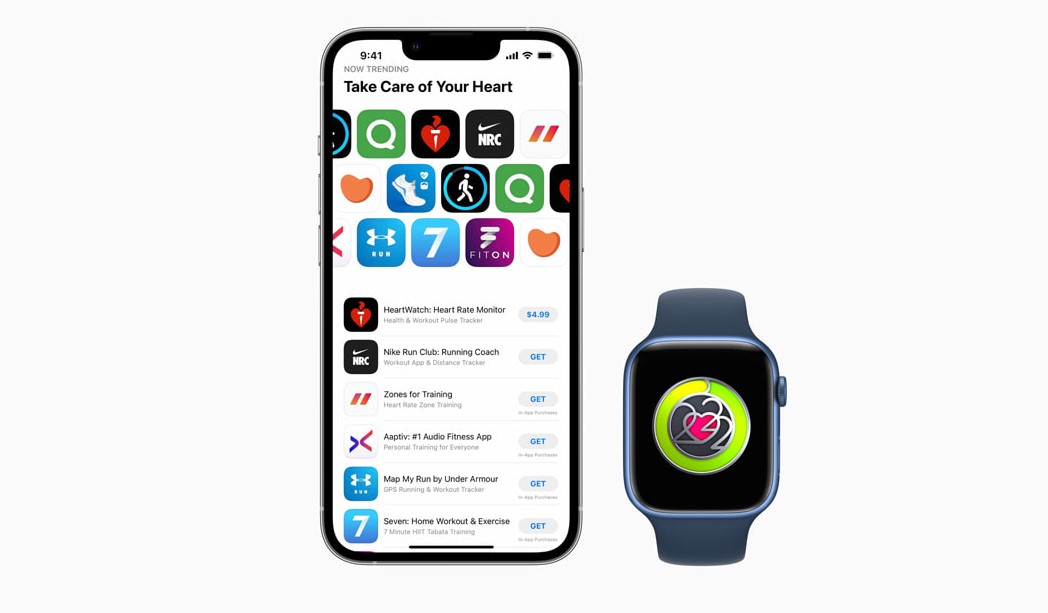 9:41
NOW TRENDING
Take Care of Your Heart
NRC
RUN
7
FITON
HeartWatch: Heart Rate Monitor
Health & Workout Pulse Tracker
$4.99
NRC
Nike Run Club: Running Coach
Workout App & Distance Tracker
GET
Zones for Training
Heart Rate Zone Training
GET
In-App Purchases
Aaptiv: #1 Audio Fitness App
Personal Training for Everyone
GET
In-App Purchases
RUN
Map My Run by Under Armour
GPS Running & Workout Tracker
GET
In-App Purchases
7
Seven: Home Workout & Exercise
7 Minute HIIT Tabata Training
GET
In-App Purchases
2022